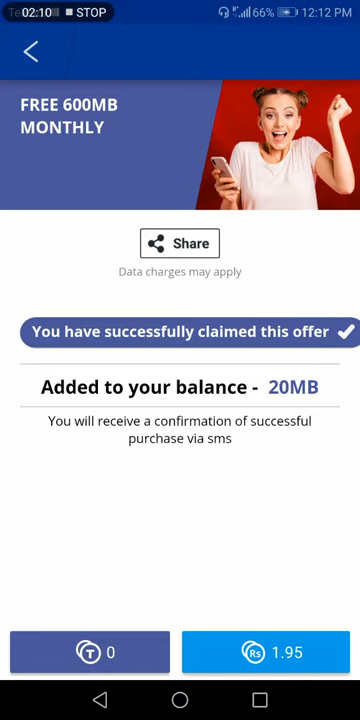 02:10 STOP 66% 12:12 PM
FREE 600MB
MONTHLY
Share
Data charges may apply
You have successfully claimed this offer
Added to your balance - 20MB
You will receive a confirmation of successful
purchase via sms
T 0 Rs 1.95